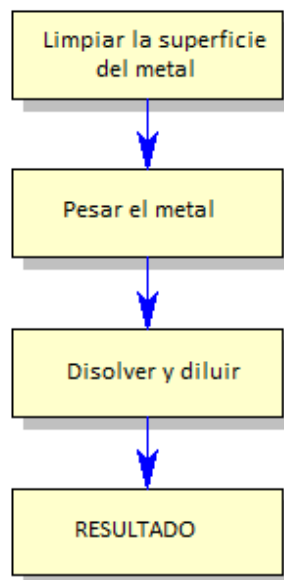 Limpiar la superficie
del metal
Pesar el metal
Disolver y diluir
RESULTADO